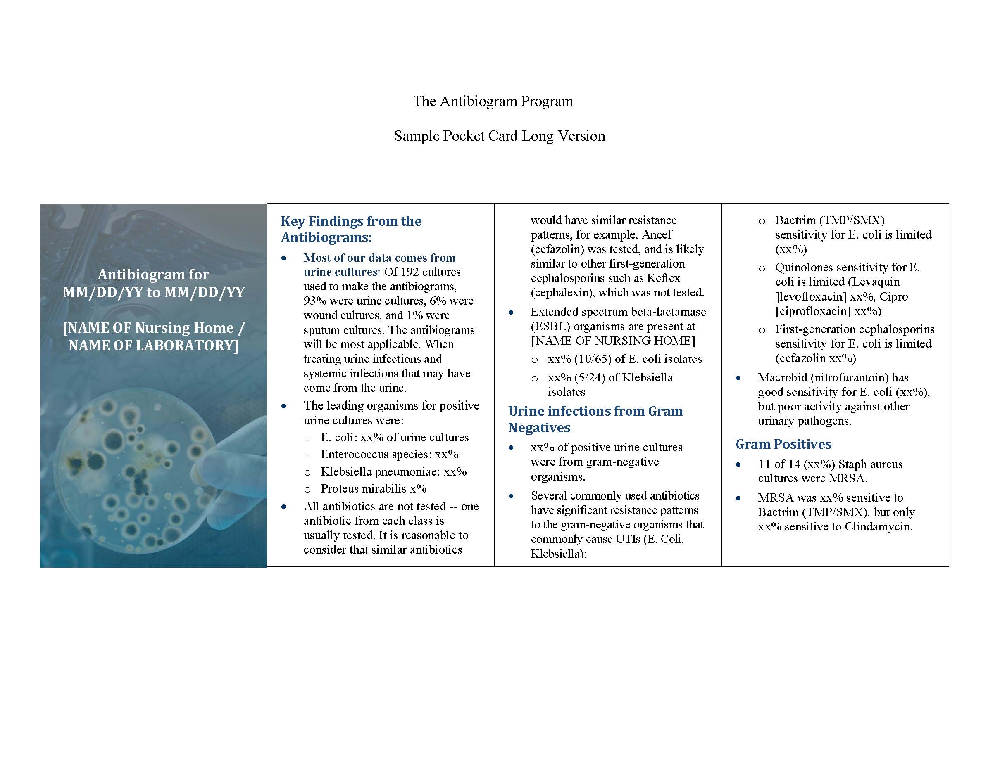 The Antibiogram Program
Sample Pocket Card Long Version
Antibiogram for
MM/DD/YY to MM/DD/YY
[NAME OF Nursing Home /
NAME OF LABORATORY]
Key Findings from the
Antibiograms:
• Most of our data comes from
urine cultures: Of 192 cultures
used to make the antibiograms,
93% were urine cultures, 6% were
wound cultures, and 1% were
sputum cultures. The antibiograms
will be most applicable. When
treating urine infections and
systemic infections that may have
come from the urine.
• The leading organisms for positive
urine cultures were:
o E. coli: xx% of urine cultures
o Enterococcus species: xx%
o Klebsiella pneumoniae: xx%
o Proteus mirabilis x%
• All antibiotics are not tested -- one
antibiotic from each class is
usually tested. It is reasonable to
consider that similar antibiotics
would have similar resistance
patterns, for example, Ancef
(cefazolin) was tested, and is likely
similar to other first-generation
cephalosporins such as Keflex
(cephalexin), which was not tested.
• Extended spectrum beta-lactamase
(ESBL) organisms are present at
[NAME OF NURSING HOME]
o xx% (10/65) of E. coli isolates
o xx% (5/24) of Klebsiella
isolates
Urine infections from Gram
Negatives
• xx% of positive urine cultures
were from gram-negative
organisms.
• Several commonly used antibiotics
have significant resistance patterns
to the gram-negative organisms that
commonly cause UTIs (E. Coli,
Klebsiella):
o Bactrim (TMP/SMX)
sensitivity for E. coli is limited
(xx%)
o Quinolones sensitivity for E.
coli is limited (Levaquin
]levofloxacin] xx%, Cipro
[ciprofloxacin] xx%)
o First-generation cephalosporins
sensitivity for E. coli is limited
(cefazolin xx%)
• Macrobid (nitrofurantoin) has
good sensitivity for E. coli (xx%),
but poor activity against other
urinary pathogens.
Gram Positives
• 11 of 14 (xx%) Staph aureus
cultures were MRSA.
• MRSA was xx% sensitive to
Bactrim (TMP/SMX), but only
xx% sensitive to Clindamycin.